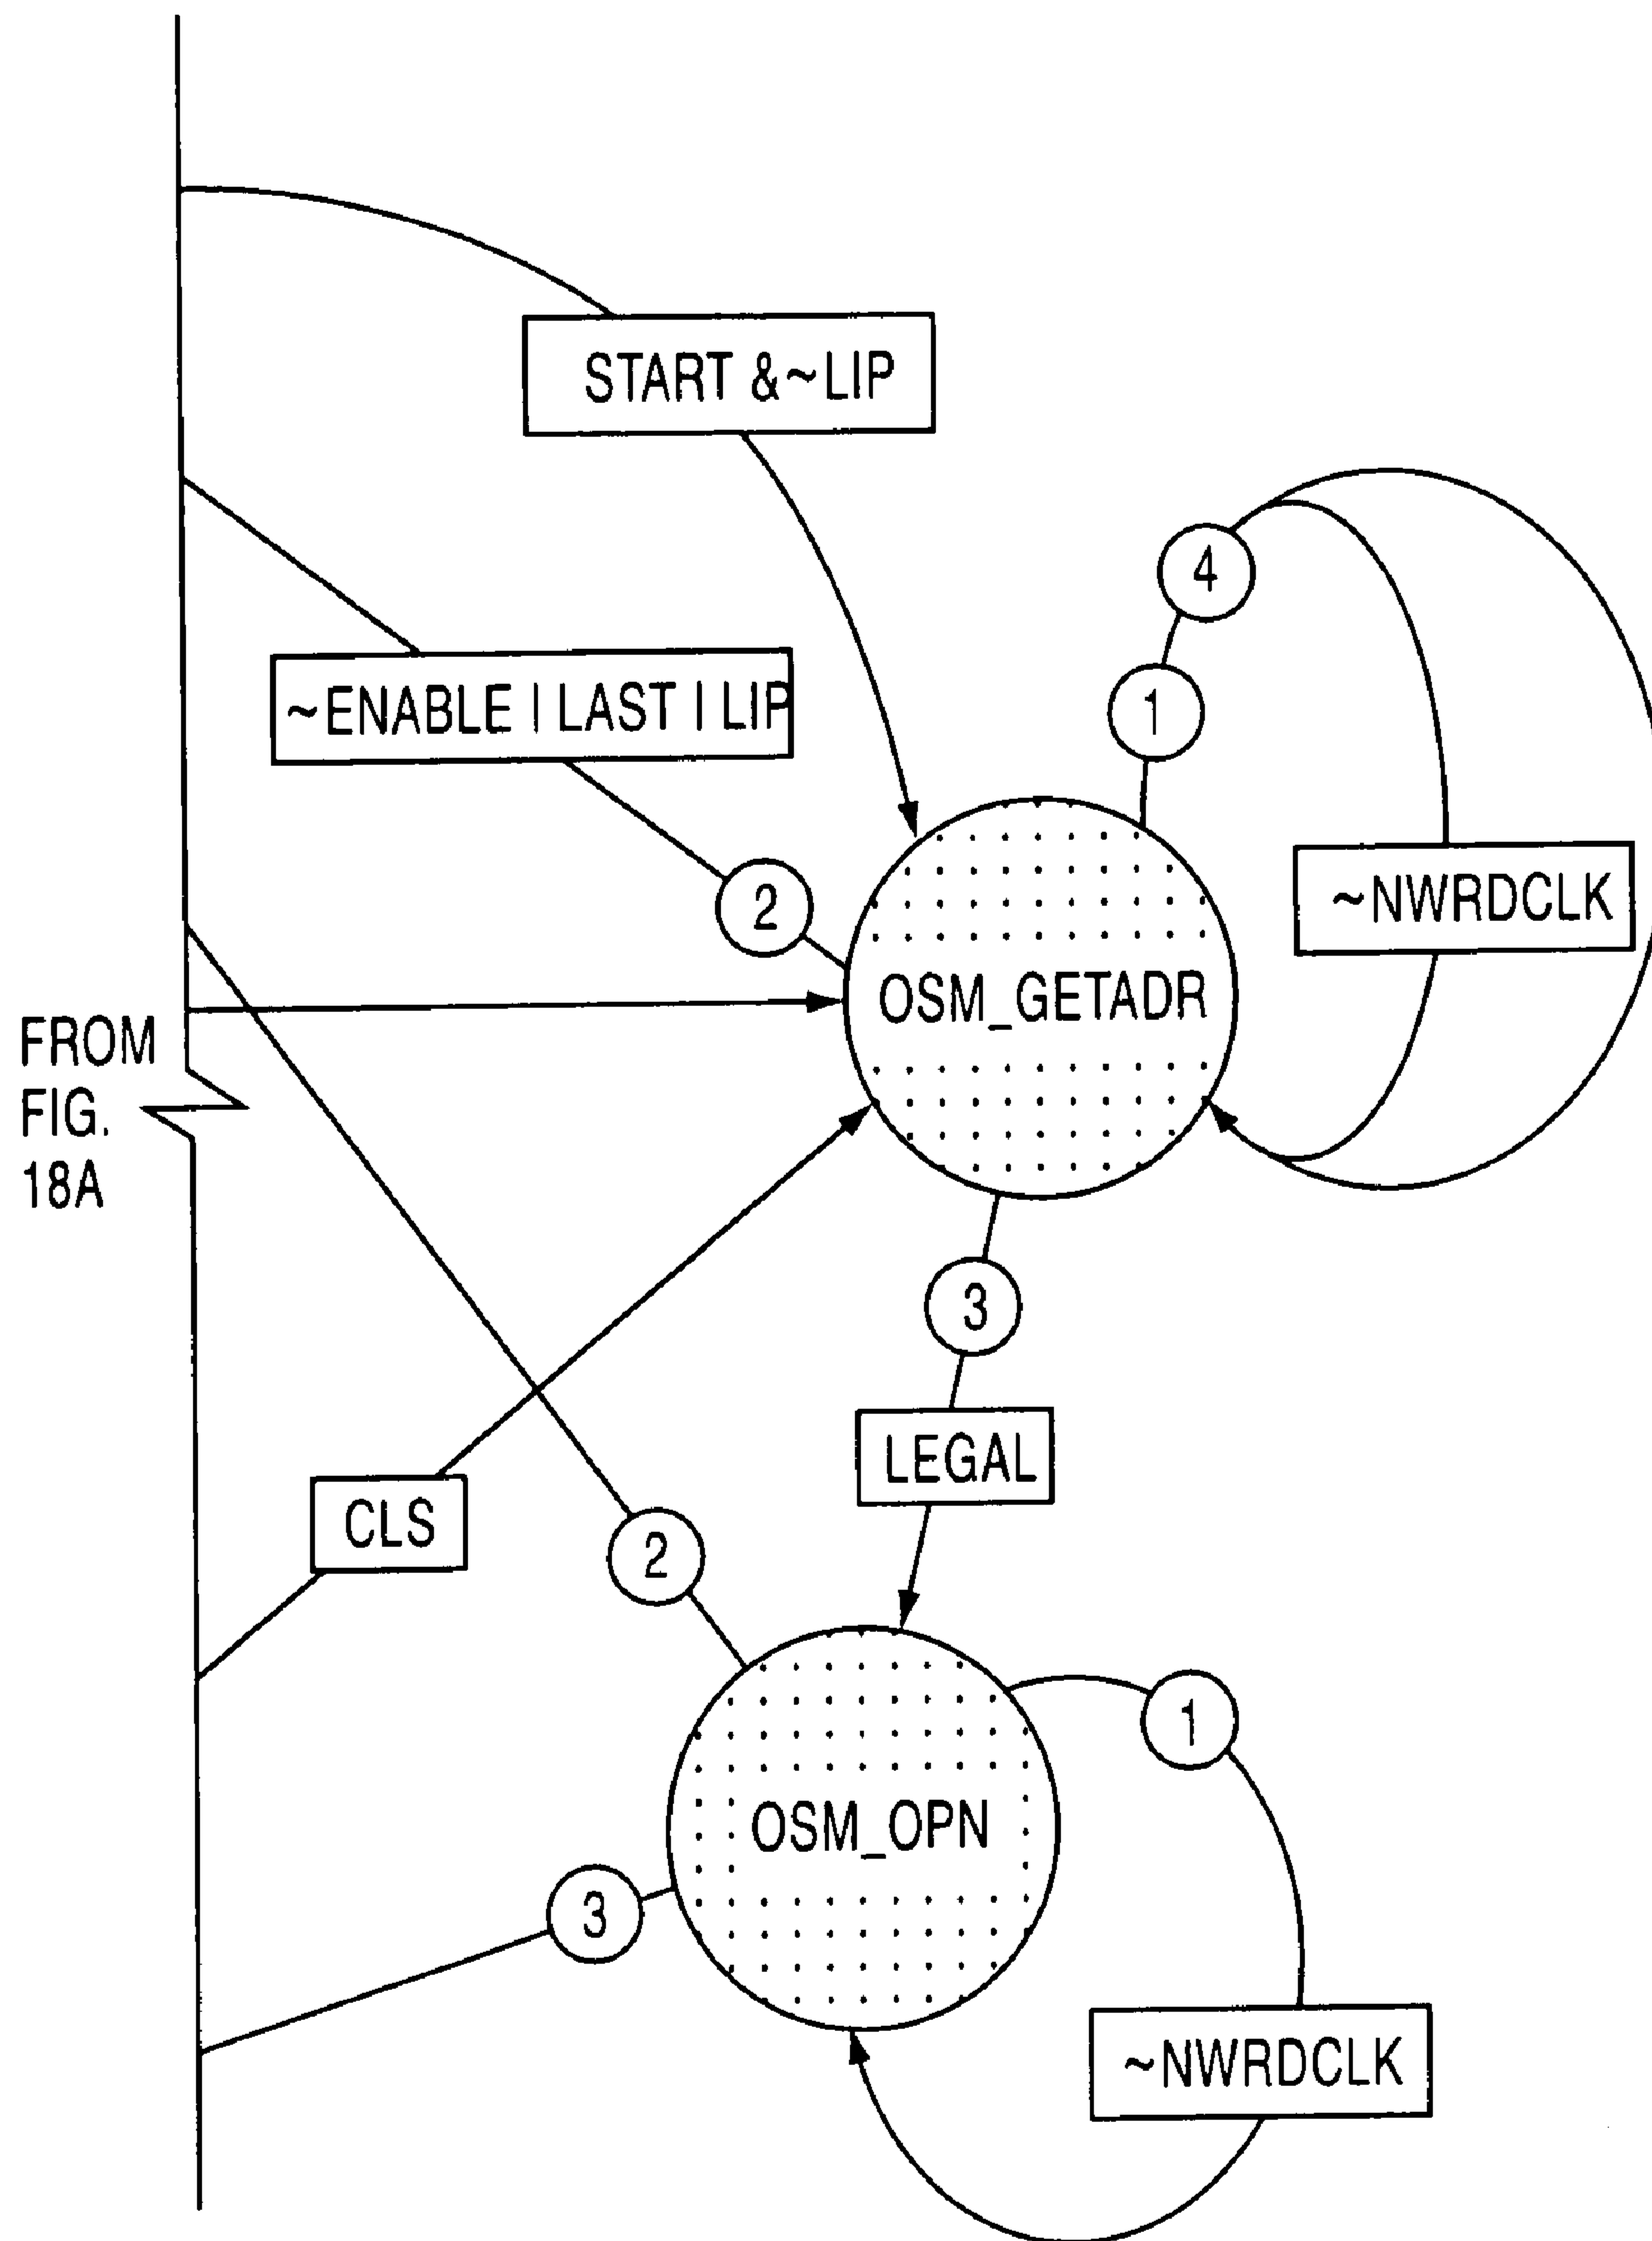 START &~LIP
4
1
~ENABLE | LAST | LIP
~NWRDCLK
2
OSM_GETADR
FROM
FIG.
18A
3
LEGAL
CLS
2
1
OSM_OPN
3
~NWRDCLK